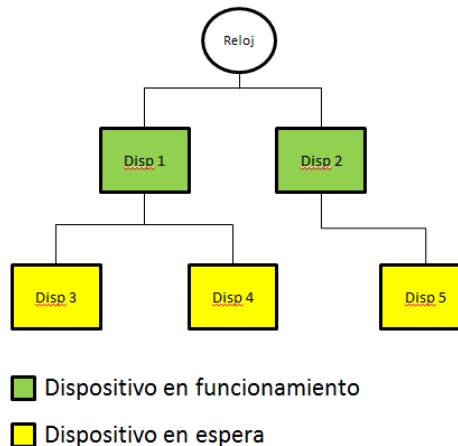 Reloj
Disp 1
Disp 2
Disp 3
Disp 4
Disp 5
Dispositivo en funcionamiento
Dispositivo en espera